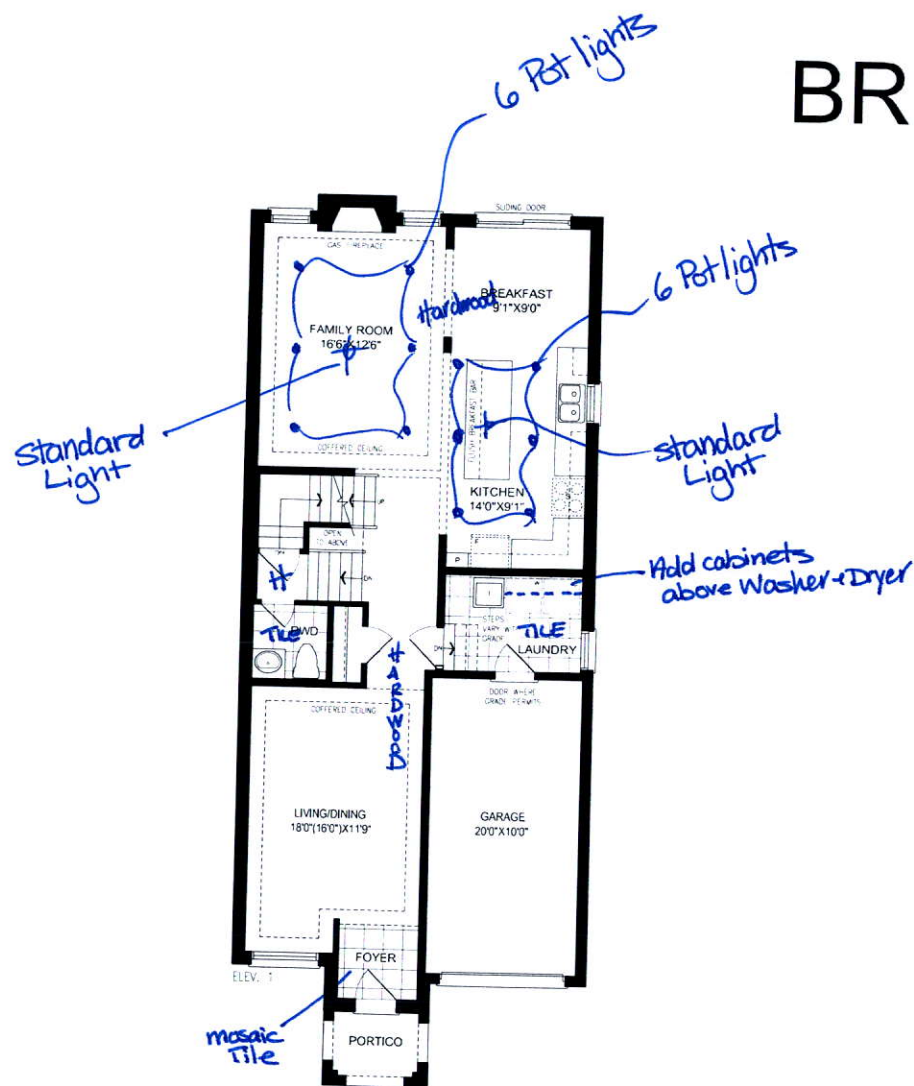 BR
6 Pot lights
SLIDING DOOR
GAS FIREPLACE
BREAKFAST
9'1"X9'0"
6 Pot lights
Hardwood
FAMILY ROOM
16'6"X12'6"
FLUSH BREAKFAST BAR
Standard
Light
Standard
Light
COFFERED CEILING
KITCHEN
14'0"X9'1"
UP
OPEN
TO ABOVE
F
P
DN
H
DN
Add cabinets
above Washer + Dryer
STEPS
VARY W
GRADE
TILE
PWD
TILE
LAUNDRY
DN
HARDWOOD
DOOR WHERE
GRADE PERMITS
COFFERED CEILING
LIVING/DINING
18'0"(16'0")X11'9"
GARAGE
20'0"X10'0"
FOYER
ELEV. 1
mosaic
Tile
PORTICO